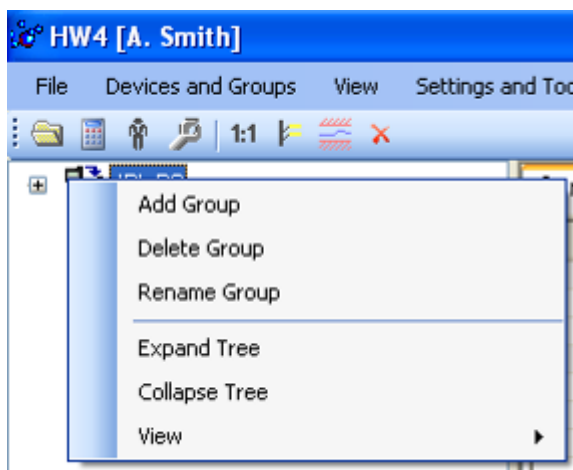 HW4 [A. Smith]
File Devices and Groups View Settings and Too
1:1
Add Group
Delete Group
Rename Group
Expand Tree
Collapse Tree
View